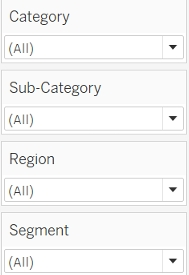 Category
(All)
Sub-Category
(All)
Region
(All)
Segment
(All)